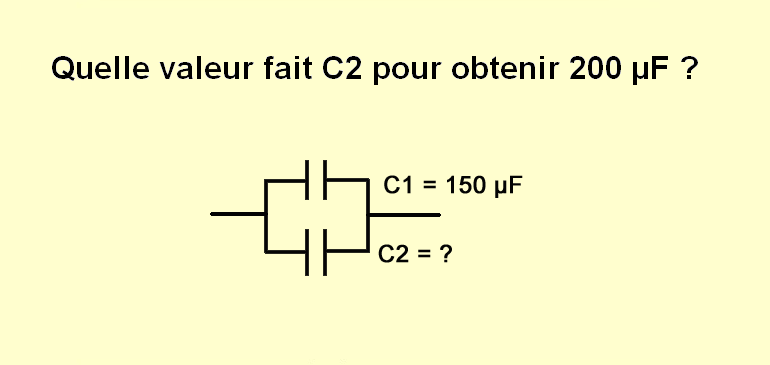 Quelle valeur fait C2 pour obtenir 200 µF ?
C1 = 150 µF
C2 = ?